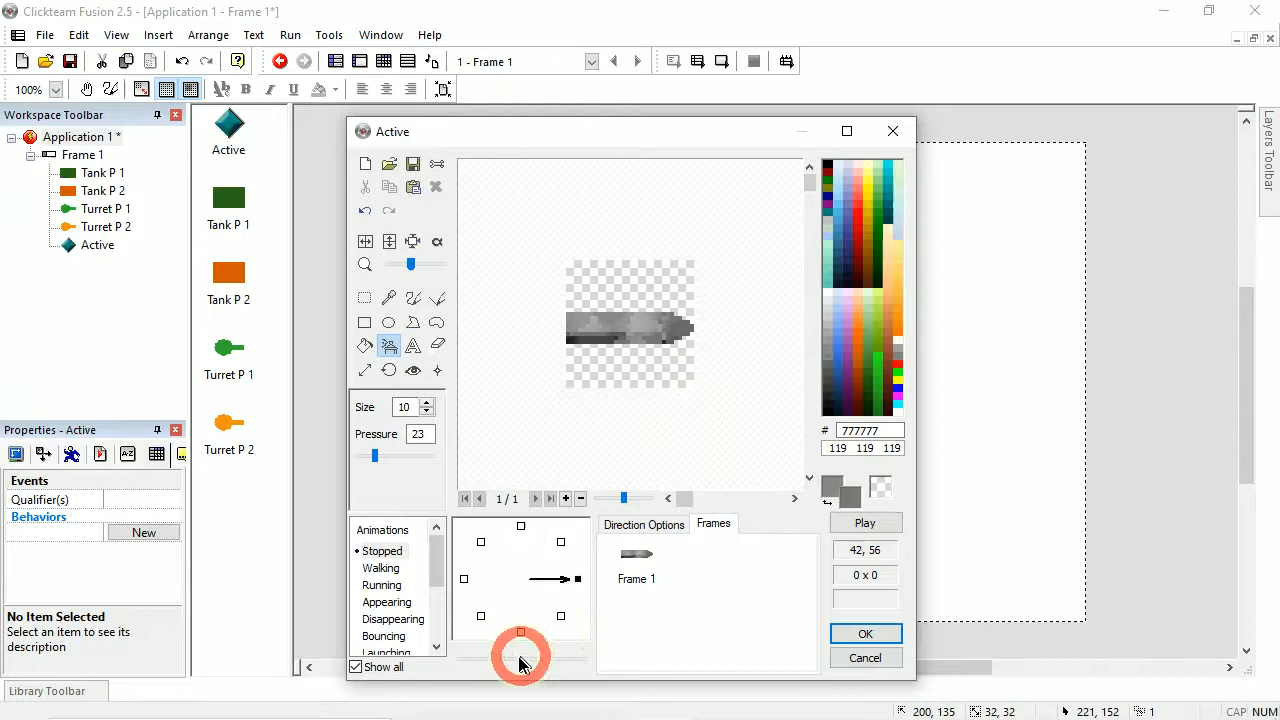 Clickteam Fusion 2.5 - [Application 1 - Frame 1*]
File Edit View Insert Arrange Text Run Tools Window Help
1 - Frame 1
100%
Workspace Toolbar
Application 1 *
Frame 1
Tank P 1
Tank P 2
Turret P 1
Turret P 2
Active
Active
Tank P 1
Tank P 2
Turret P 1
Turret P 2
Properties - Active
Events
Qualifier(s)
Behaviors
New
No Item Selected
Select an item to see its
description
Library Toolbar
Active
Size 10
Pressure 23
1 / 1
Animations
Stopped
Walking
Running
Appearing
Disappearing
Bouncing
Launching
Show all
Direction Options Frames
Frame 1
# 777777
119 119 119
Play
42, 56
0 x 0
OK
Cancel
Layers Toolbar
200, 135 32, 32 221, 152 1 CAP NUM